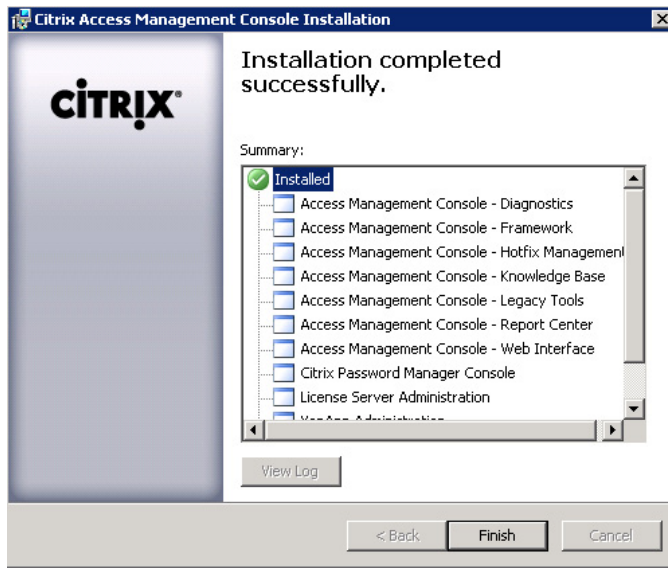 Citrix Access Management Console Installation
CITRIX®
Installation completed
successfully.
Summary:
Installed
Access Management Console - Diagnostics
Access Management Console - Framework
Access Management Console - Hotfix Management
Access Management Console - Knowledge Base
Access Management Console - Legacy Tools
Access Management Console - Report Center
Access Management Console - Web Interface
Citrix Password Manager Console
License Server Administration
XenApp Administration
View Log
< Back
Finish
Cancel